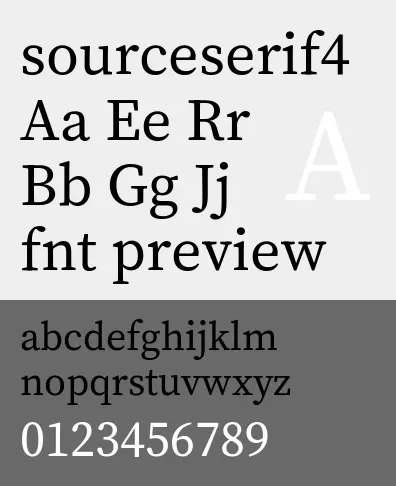 sourceserif4
Aa Ee Rr
A
Bb Gg Jj
fnt preview
abcdefghijklm
nopqrstuvwxyz
0123456789